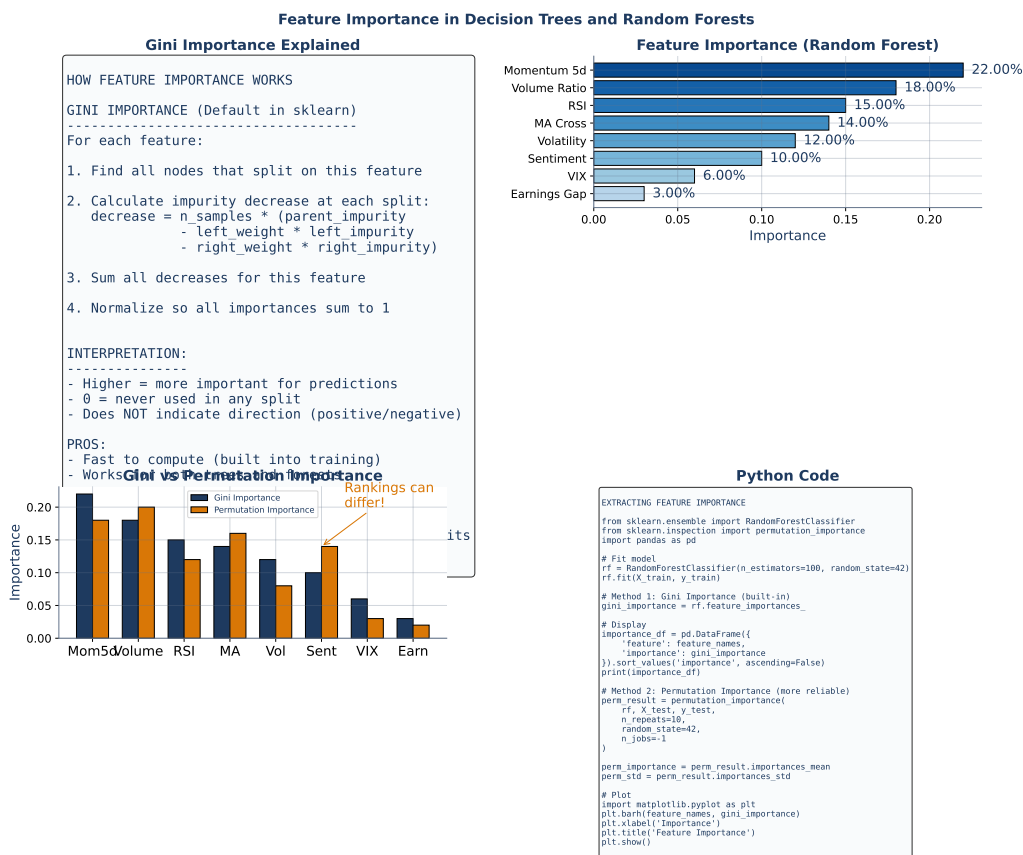 Feature Importance in Decision Trees and Random Forests
Gini Importance Explained
HOW FEATURE IMPORTANCE WORKS
GINI IMPORTANCE (Default in sklearn)
------------------------------------
For each feature:
1. Find all nodes that split on this feature
2. Calculate impurity decrease at each split:
decrease = n_samples * (parent_impurity
- left_weight * left_impurity
- right_weight * right_impurity)
3. Sum all decreases for this feature
4. Normalize so all importances sum to 1
INTERPRETATION:
---------------
- Higher = more important for predictions
- 0 = never used in any split
- Does NOT indicate direction (positive/negative)
PROS:
- Fast to compute (built into training)
- Works for both trees and forests
its
Feature Importance (Random Forest)
Momentum 5d 22.00%
Volume Ratio 18.00%
RSI 15.00%
MA Cross 14.00%
Volatility 12.00%
Sentiment 10.00%
VIX 6.00%
Earnings Gap 3.00%
0.00 0.05 0.10 0.15 0.20
Importance
Gini vs Permutation Importance
Rankings can
differ!
Gini Importance
Permutation Importance
Importance
0.20
0.15
0.10
0.05
0.00
Mom5d Volume RSI MA Vol Sent VIX Earn
Python Code
EXTRACTING FEATURE IMPORTANCE
from sklearn.ensemble import RandomForestClassifier
from sklearn.inspection import permutation_importance
import pandas as pd
# Fit model
rf = RandomForestClassifier(n_estimators=100, random_state=42)
rf.fit(X_train, y_train)
# Method 1: Gini Importance (built-in)
gini_importance = rf.feature_importances_
# Display
importance_df = pd.DataFrame({
'feature': feature_names,
'importance': gini_importance
}).sort_values('importance', ascending=False)
print(importance_df)
# Method 2: Permutation Importance (more reliable)
perm_result = permutation_importance(
rf, X_test, y_test,
n_repeats=10,
random_state=42,
n_jobs=-1
)
perm_importance = perm_result.importances_mean
perm_std = perm_result.importances_std
# Plot
import matplotlib.pyplot as plt
plt.barh(feature_names, gini_importance)
plt.xlabel('Importance')
plt.title('Feature Importance')
plt.show()